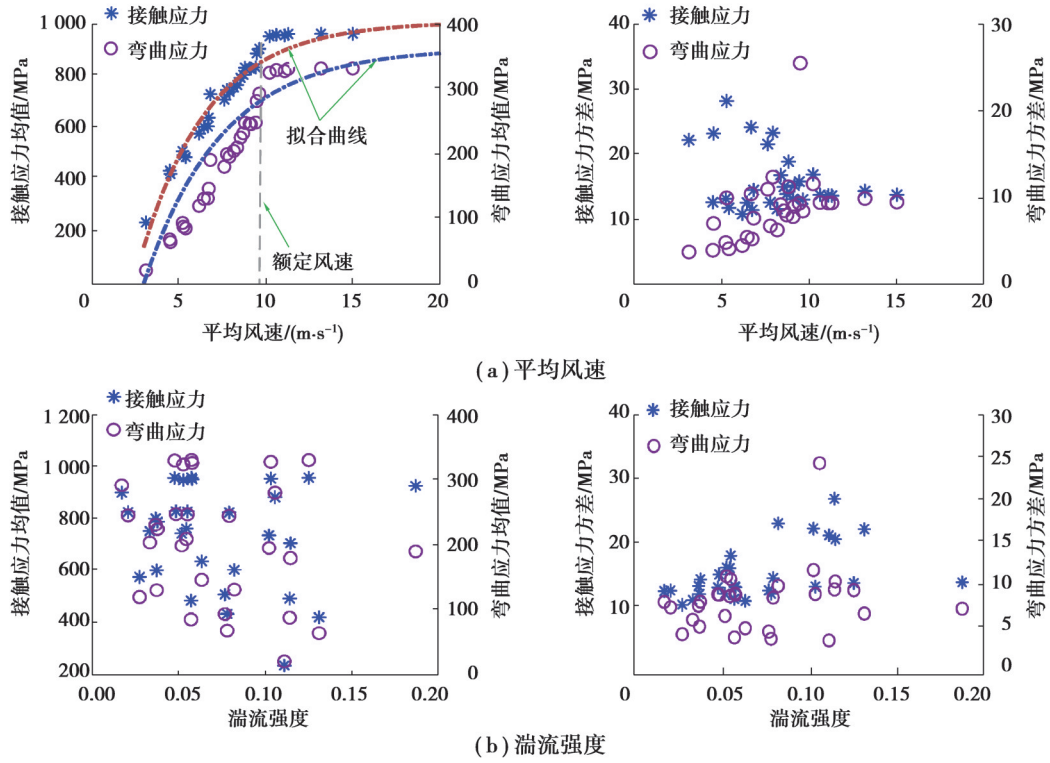 接触应力
弯曲应力
拟合曲线
额定风速
1 000
800
600
400
200
0
400
300
200
100
0
5
10
15
20
接触应力均值/MPa
弯曲应力均值/MPa
平均风速/(m·s⁻¹)
接触应力
弯曲应力
40
30
20
10
0
30
20
10
0
5
10
15
20
接触应力方差/MPa
弯曲应力方差/MPa
平均风速/(m·s⁻¹)
(a)平均风速
接触应力
弯曲应力
1 200
1 000
800
600
400
200
400
300
200
100
0
0.00
0.05
0.10
0.15
0.20
接触应力均值/MPa
弯曲应力均值/MPa
湍流强度
接触应力
弯曲应力
40
30
20
10
0
30
25
20
15
10
5
0
0.05
0.10
0.15
0.20
接触应力方差/MPa
弯曲应力方差/MPa
湍流强度
(b)湍流强度